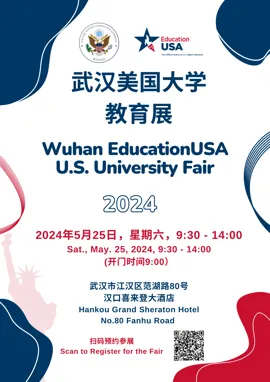 Education
USA
武汉美国大学
教育展
Wuhan EducationUSA
U.S. University Fair
2024
2024年5月25日，星期六，9:30 - 14:00
Sat., May. 25, 2024, 9:30 - 14:00
(开门时间9:00）
武汉市江汉区范湖路80号
汉口喜来登大酒店
Hankou Grand Sheraton Hotel
No.80 Fanhu Road
扫码预约参展
Scan to Register for the Fair